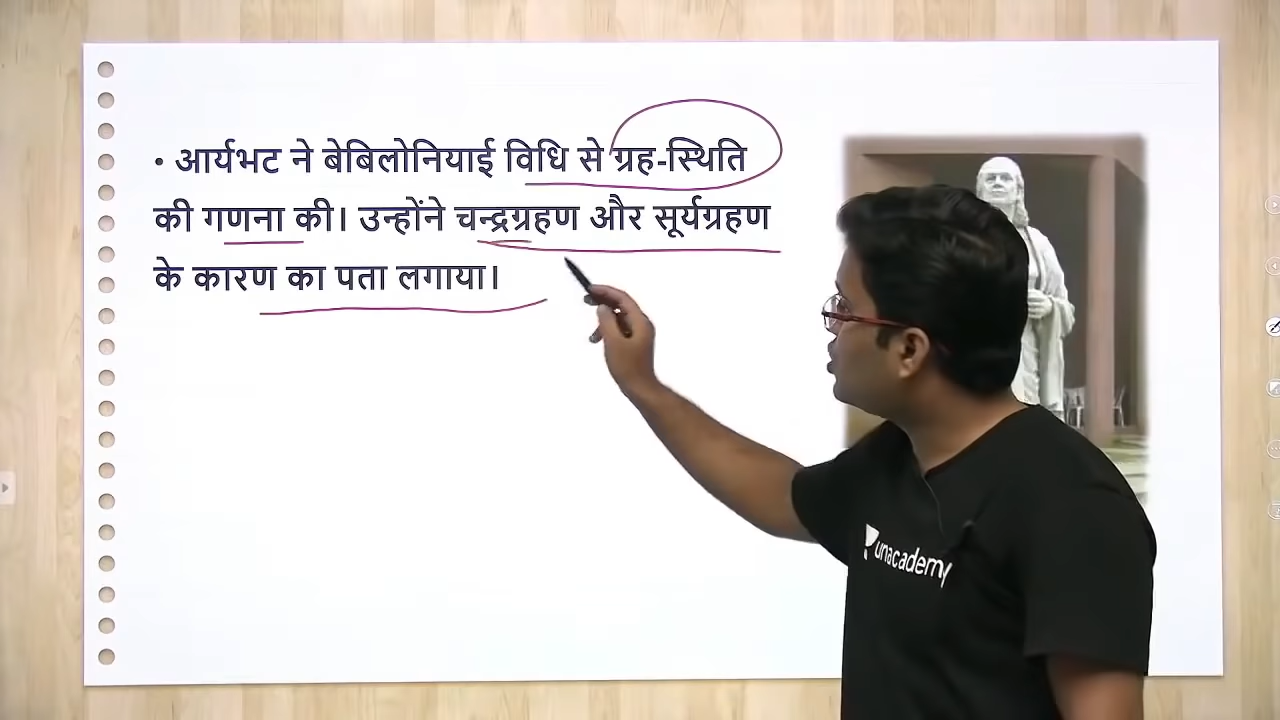 • आर्यभट ने बेबिलोनियाई विधि से ग्रह-स्थिति
की गणना की। उन्होंने चन्द्रग्रहण और सूर्यग्रहण
के कारण का पता लगाया।
unacademy